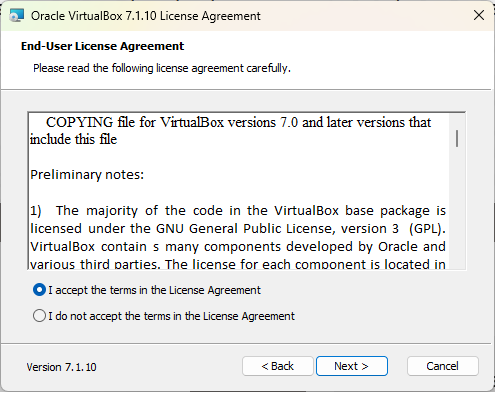 Oracle VirtualBox 7.1.10 License Agreement
End-User License Agreement
Please read the following license agreement carefully.
COPYING file for VirtualBox versions 7.0 and later versions that
include this file
Preliminary notes:
1) The majority of the code in the VirtualBox base package is
licensed under the GNU General Public License, version 3 (GPL).
VirtualBox contain s many components developed by Oracle and
various third parties. The license for each component is located in
I accept the terms in the License Agreement
I do not accept the terms in the License Agreement
Version 7.1.10
< Back
Next >
Cancel